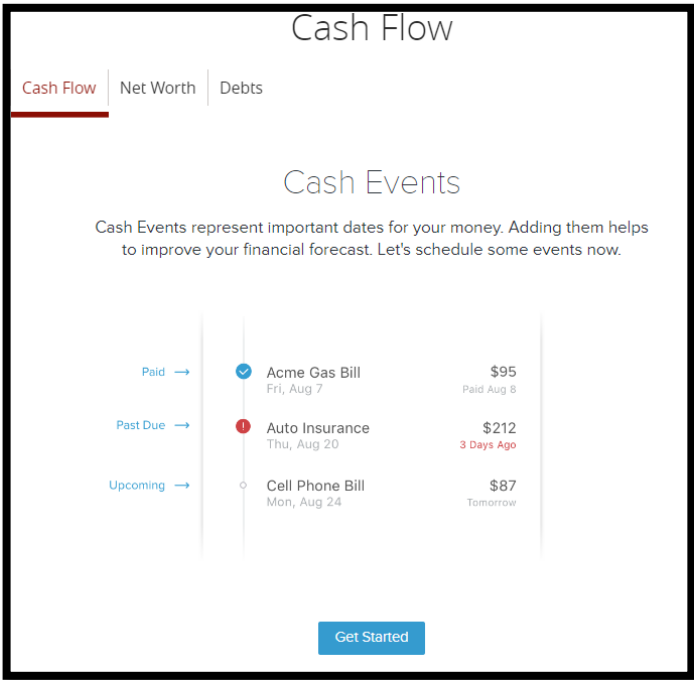 Cash Flow
Cash Flow Net Worth Debts
Cash Events
Cash Events represent important dates for your money. Adding them helps
to improve your financial forecast. Let's schedule some events now.
Paid → Acme Gas Bill $95
Fri, Aug 7 Paid Aug 8
Past Due → Auto Insurance $212
Thu, Aug 20 3 Days Ago
Upcoming → Cell Phone Bill $87
Mon, Aug 24 Tomorrow
Get Started